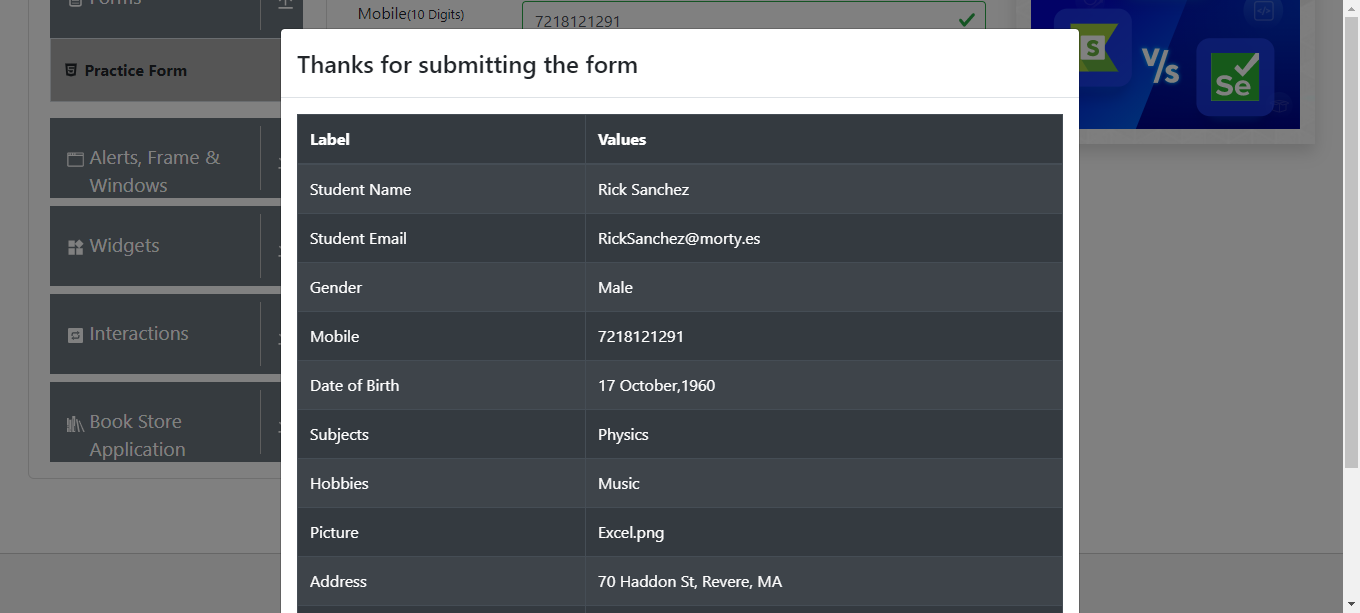 Forms
Practice Form
Alerts, Frame &
Windows
Widgets
Interactions
Book Store
Application
Mobile(10 Digits)
7218121291
Thanks for submitting the form
Label Values
Student Name Rick Sanchez
Student Email RickSanchez@morty.es
Gender Male
Mobile 7218121291
Date of Birth 17 October,1960
Subjects Physics
Hobbies Music
Picture Excel.png
Address 70 Haddon St, Revere, MA
S
V/s
Se